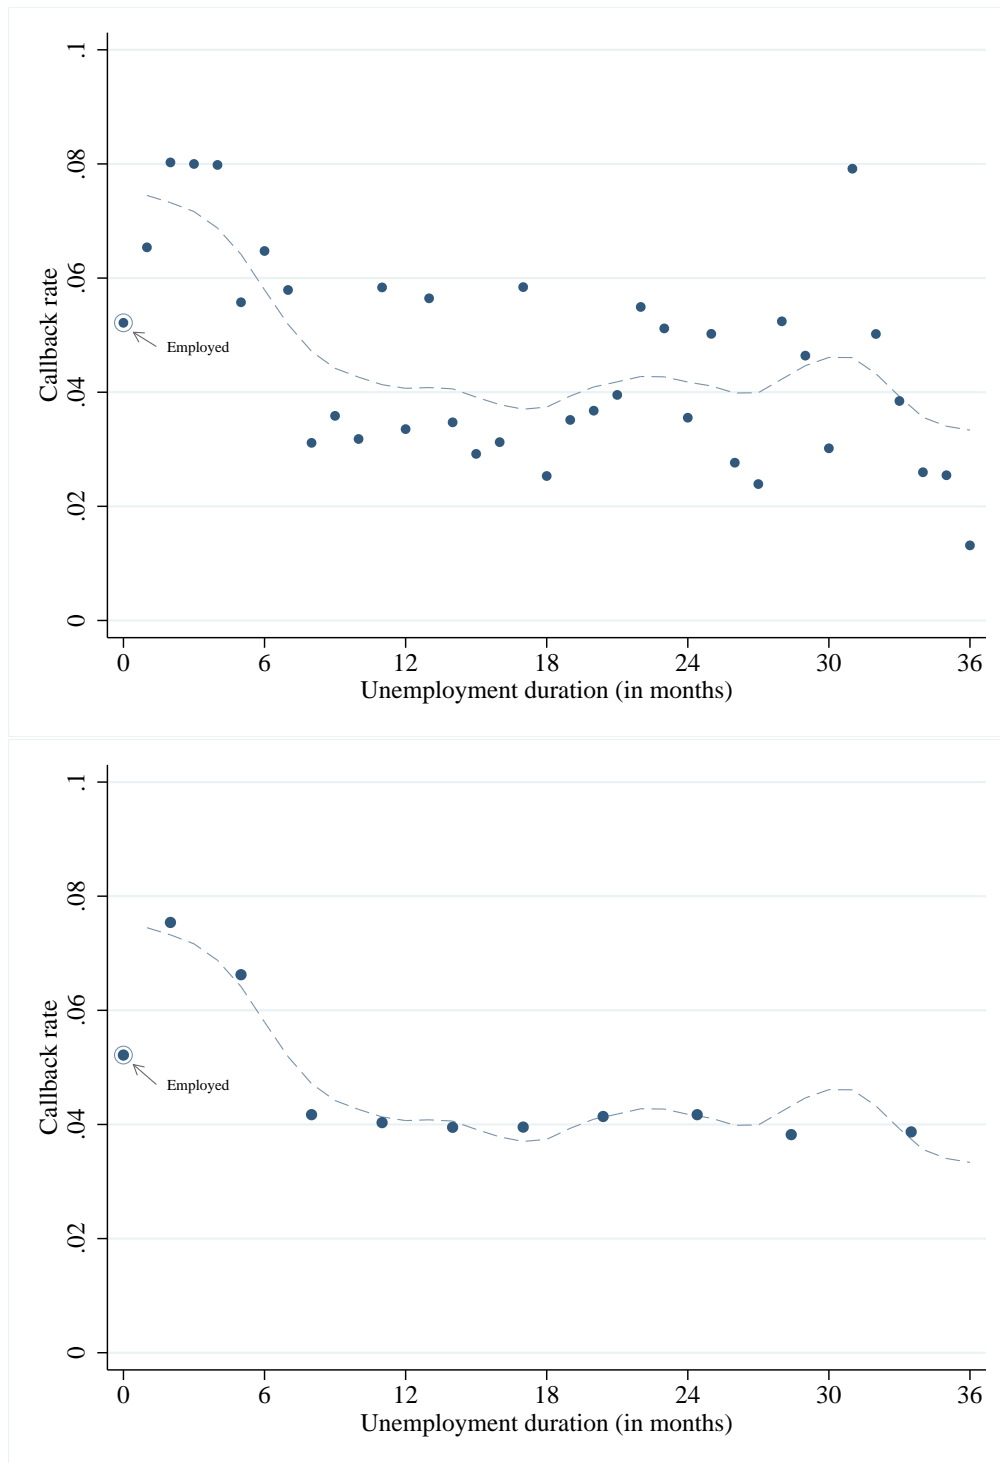 .1
.08
.06
.04
.02
0
Callback rate
Employed
0 6 12 18 24 30 36
Unemployment duration (in months)
.1
.08
.06
.04
.02
0
Callback rate
Employed
0 6 12 18 24 30 36
Unemployment duration (in months)